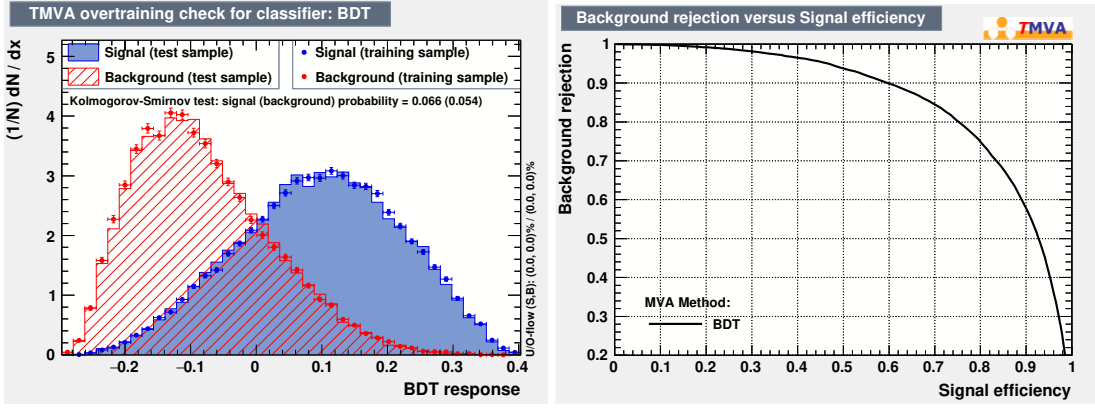 TMVA overtraining check for classifier: BDT
(1/N) dN / dx
5
4
3
2
1
0
Signal (test sample)
Background (test sample)
Signal (training sample)
Background (training sample)
Kolmogorov-Smirnov test: signal (background) probability = 0.066 (0.054)
U/O-flow (S,B): (0.0, 0.0)% / (0.0, 0.0)%
−0.2 −0.1 0 0.1 0.2 0.3 0.4
BDT response
Background rejection versus Signal efficiency
TMVA
Background rejection
1
0.9
0.8
0.7
0.6
0.5
0.4
0.3
0.2
MVA Method:
BDT
0 0.1 0.2 0.3 0.4 0.5 0.6 0.7 0.8 0.9 1
Signal efficiency